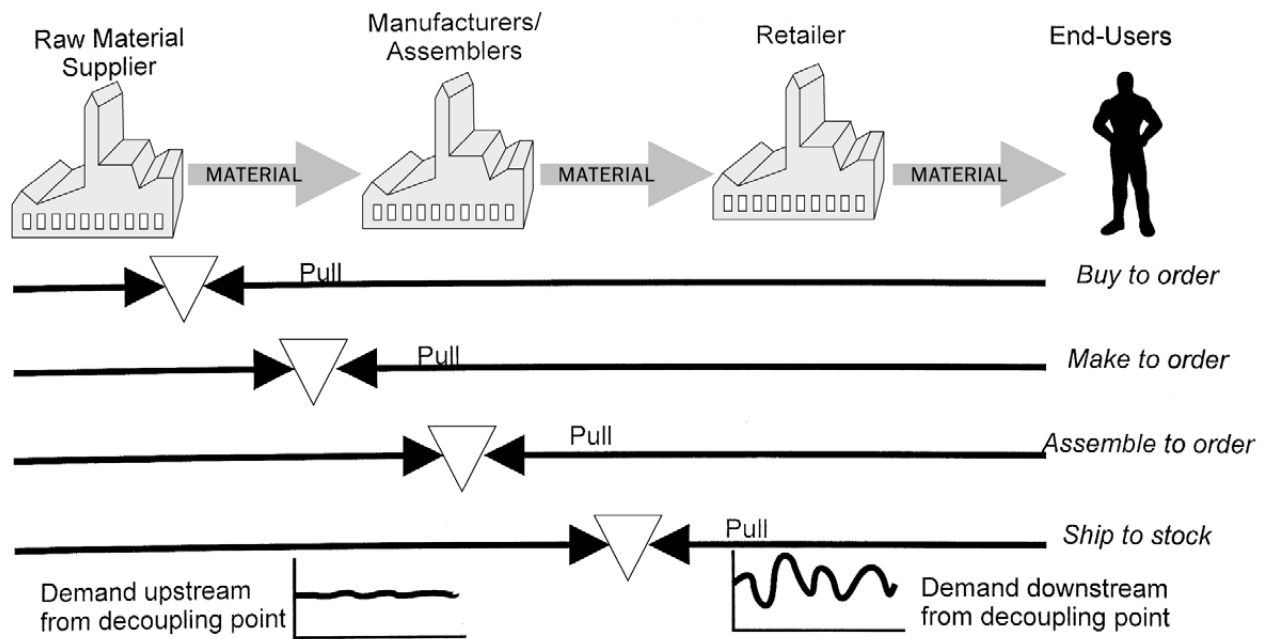 Raw Material
Supplier
Manufacturers/
Assemblers
Retailer
End-Users
MATERIAL
MATERIAL
MATERIAL
Pull
Buy to order
Pull
Make to order
Pull
Assemble to order
Pull
Ship to stock
Demand upstream
from decoupling point
Demand downstream
from decoupling point